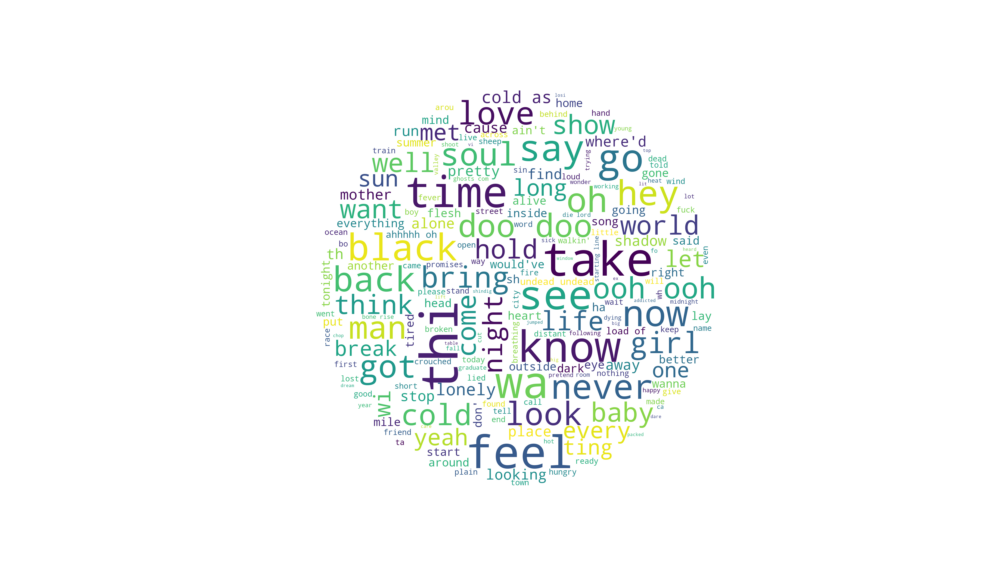 cold as home
arou love behind hand
mind met cause ain't show young
run live where'd
summer soul say go dead
well sheep shoot trying told
train pretty sin find loud gone
sun time long oh hey wind
mother fever alive working lot
want boy flesh street inside song going fuck
everything alone doo doo word little world
ocean ahhhhh oh die lord shadow said
black hold open walkin' sick
th take let even
another came promises way would've right
tonight back bring fire undead undead will
went please stand see ooh ooh
bone rise head city wait midnight
think come night heart ha now lay
put man life keep name
race tired broken distant load of
first break know girl better
crouched today outside dark eye away one
lost got lied nothing wanna
good short wa never give
year wi stop lonely call made
mile cold don tell look baby
friend end place every
ta yeah ting
start feel hot
around looking ready
plain hungry
town
thi
breathing
starting line
graduate
pretend room
found
happy
following
dying
addicted
jumped
ghosts com
wonder
heat
top